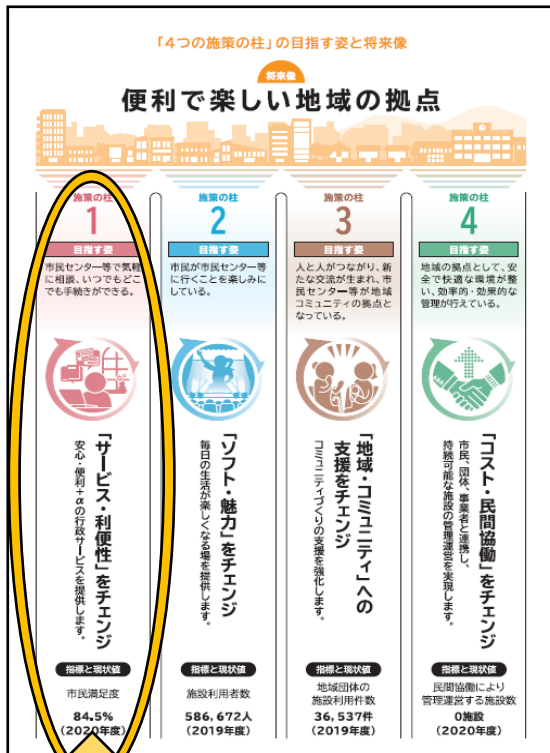 「4つの施策の柱」の目指す姿と将来像
将来像
便利で楽しい地域の拠点
施策の柱
1
目指す姿
市民センター等で気軽
に相談、いつでもどこ
でも手続きができる。
「サービス・利便性」をチェンジ
安心・便利+αの行政サービスを提供します。
指標と現状値
市民満足度
84.5%
(2020年度)
施策の柱
2
目指す姿
市民が市民センター等
に行くことを楽しみに
している。
「ソフト・魅力」をチェンジ
毎日の生活が楽しくなる場を提供します。
指標と現状値
施設利用者数
586,672人
(2019年度)
施策の柱
3
目指す姿
人と人がつながり、新
たな交流が生まれ、市
民センター等が地域
コミュニティの拠点と
なっている。
「地域・コミュニティ」への
支援をチェンジ
コミュニティづくりの支援を強化します。
指標と現状値
地域団体の
施設利用件数
36,537件
(2019年度)
施策の柱
4
目指す姿
地域の拠点として、安
全で快適な環境が整
い、効率的・効果的な
管理が行えている。
「コスト・民間協働」をチェンジ
市民、団体、事業者と連携し、
持続可能な施設の管理運営を実現します。
指標と現状値
民間協働により
管理運営する施設数
0施設
(2020年度)